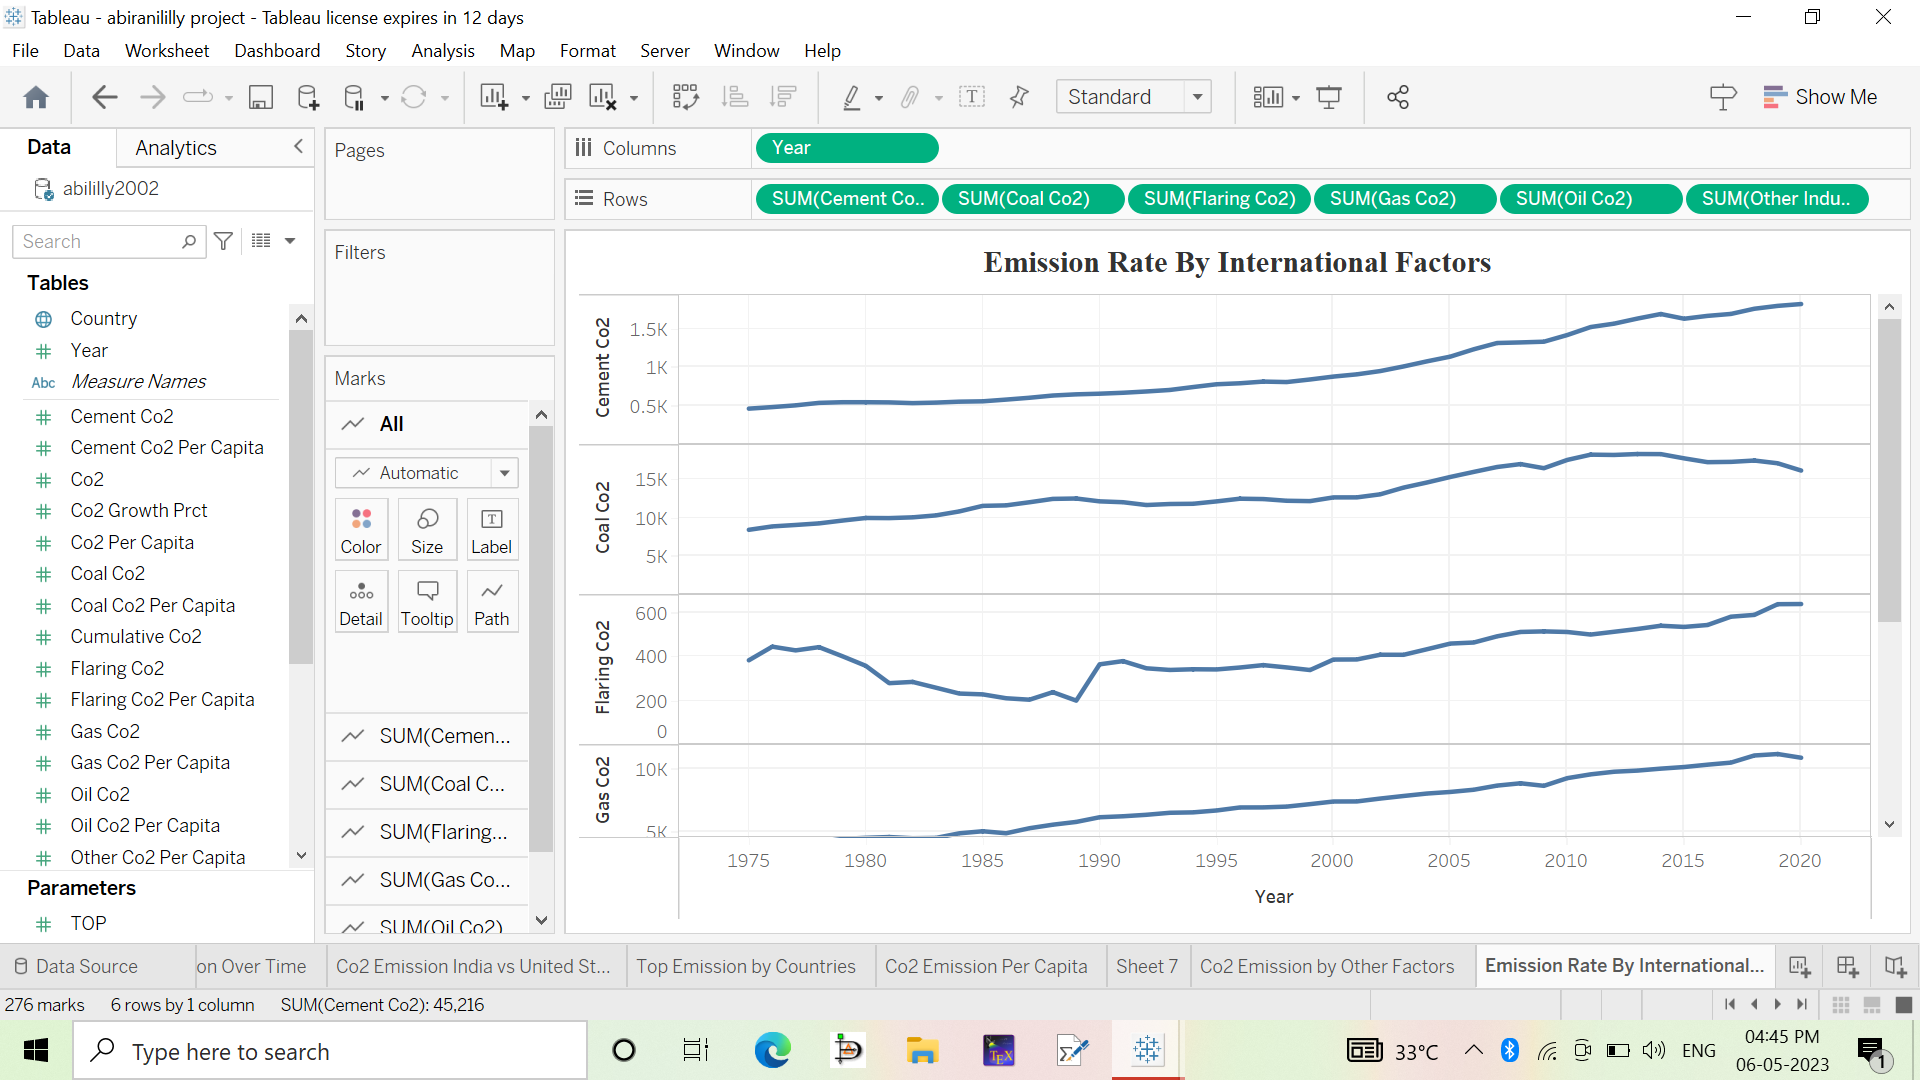 Tableau - abiranililly project - Tableau license expires in 12 days
File Data Worksheet Dashboard Story Analysis Map Format Server Window Help
Standard
Show Me
Data Analytics
abililly2002
Search
Tables
Country
Year
Abc Measure Names
Cement Co2
Cement Co2 Per Capita
Co2
Co2 Growth Prct
Co2 Per Capita
Coal Co2
Coal Co2 Per Capita
Cumulative Co2
Flaring Co2
Flaring Co2 Per Capita
Gas Co2
Gas Co2 Per Capita
Oil Co2
Oil Co2 Per Capita
Other Co2 Per Capita
Parameters
TOP
Pages
Filters
Marks
All
Automatic
Color Size Label
Detail Tooltip Path
SUM(Cemen...
SUM(Coal C...
SUM(Flaring...
SUM(Gas Co...
SUM(Oil Co2)
Columns Year
Rows SUM(Cement Co.. SUM(Coal Co2) SUM(Flaring Co2) SUM(Gas Co2) SUM(Oil Co2) SUM(Other Indu..
Emission Rate By International Factors
Cement Co2
1.5K
1K
0.5K
Coal Co2
15K
10K
5K
Flaring Co2
600
400
200
0
Gas Co2
10K
5K
1975 1980 1985 1990 1995 2000 2005 2010 2015 2020
Year
Data Source on Over Time Co2 Emission India vs United St... Top Emission by Countries Co2 Emission Per Capita Sheet 7 Co2 Emission by Other Factors Emission Rate By International...
276 marks 6 rows by 1 column SUM(Cement Co2): 45,216
Type here to search
TEX
33°C
ENG
04:45 PM
06-05-2023
1